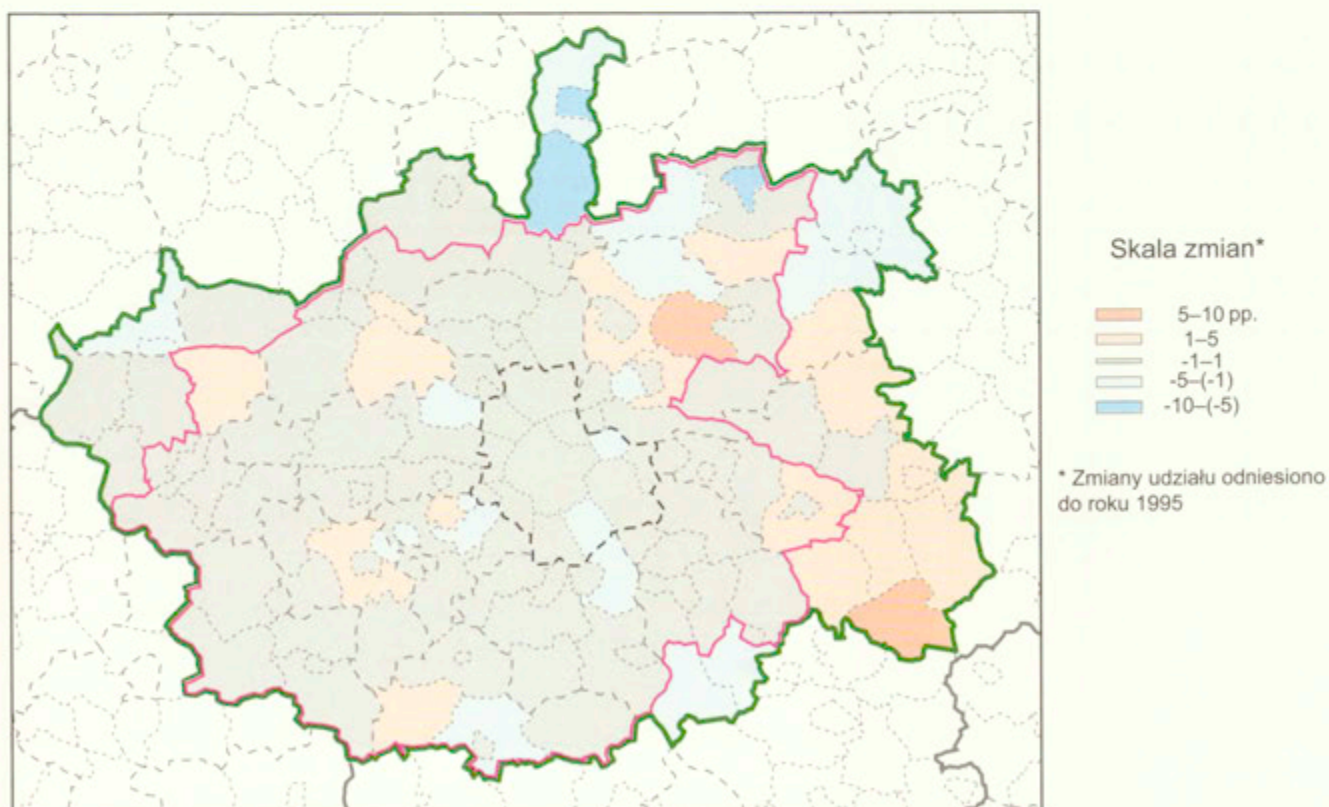 Skala zmian*
5–10 pp.
1–5
-1–1
-5–(-1)
-10–(-5)
* Zmiany udziału odniesiono
do roku 1995